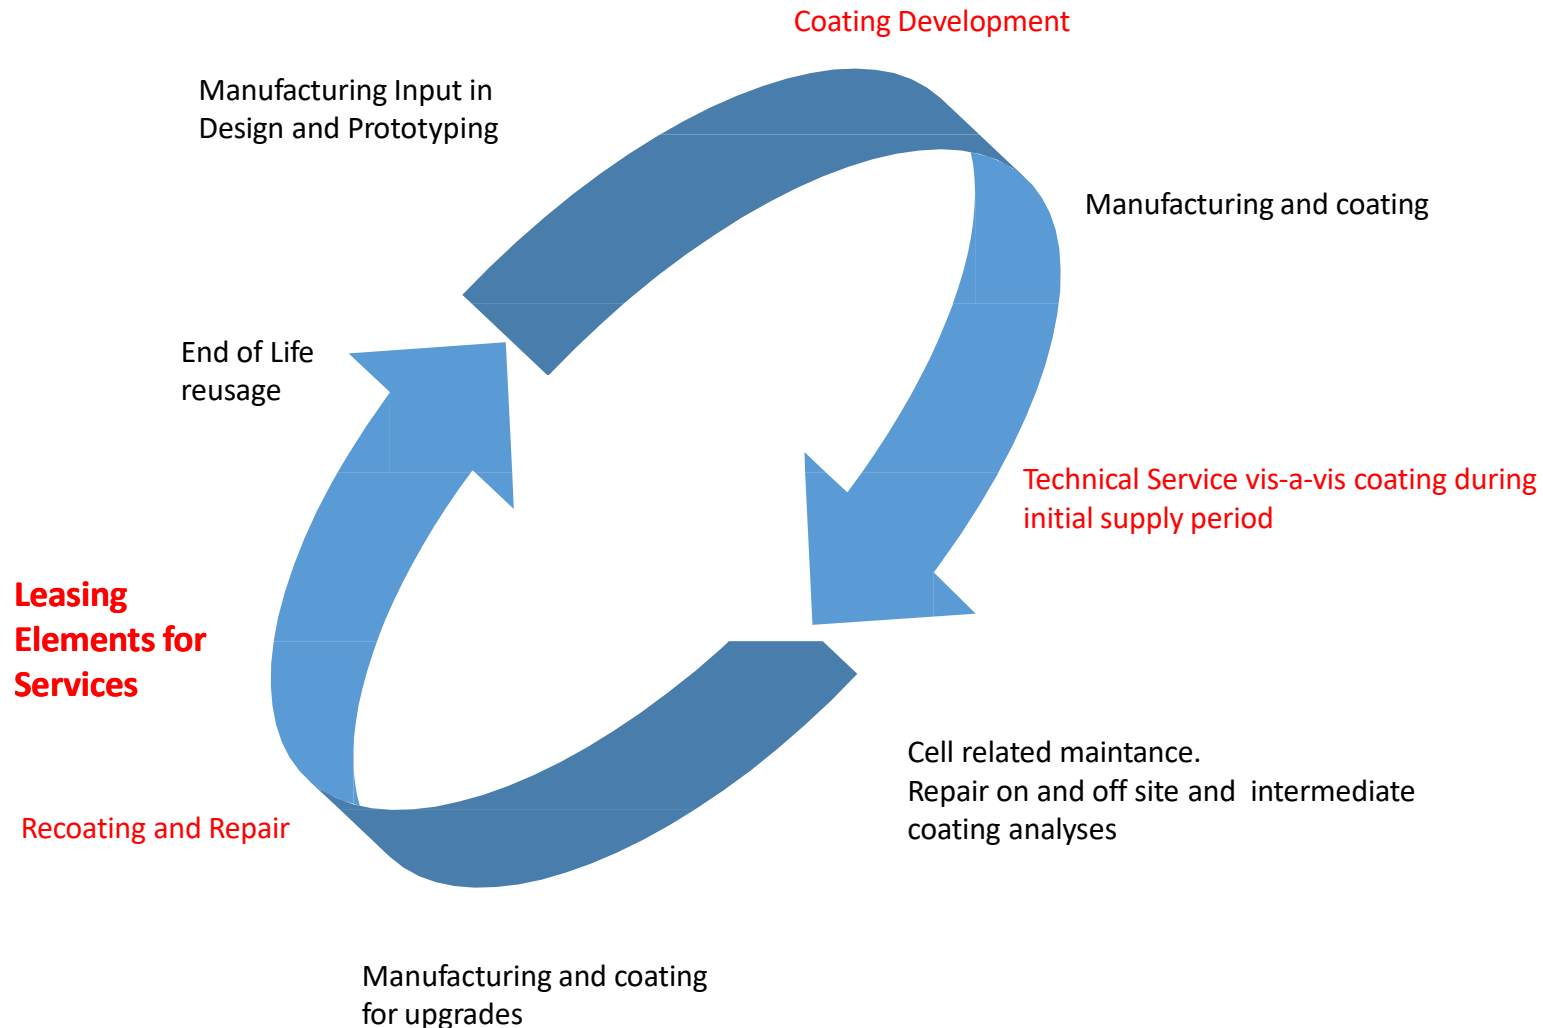 Coating Development
Manufacturing Input in
Design and Prototyping
Manufacturing and coating
End of Life
reusage
Technical Service vis-a-vis coating during
initial supply period
Leasing
Elements for
Services
Cell related maintance.
Repair on and off site and  intermediate
coating analyses
Recoating and Repair
Manufacturing and coating
for upgrades